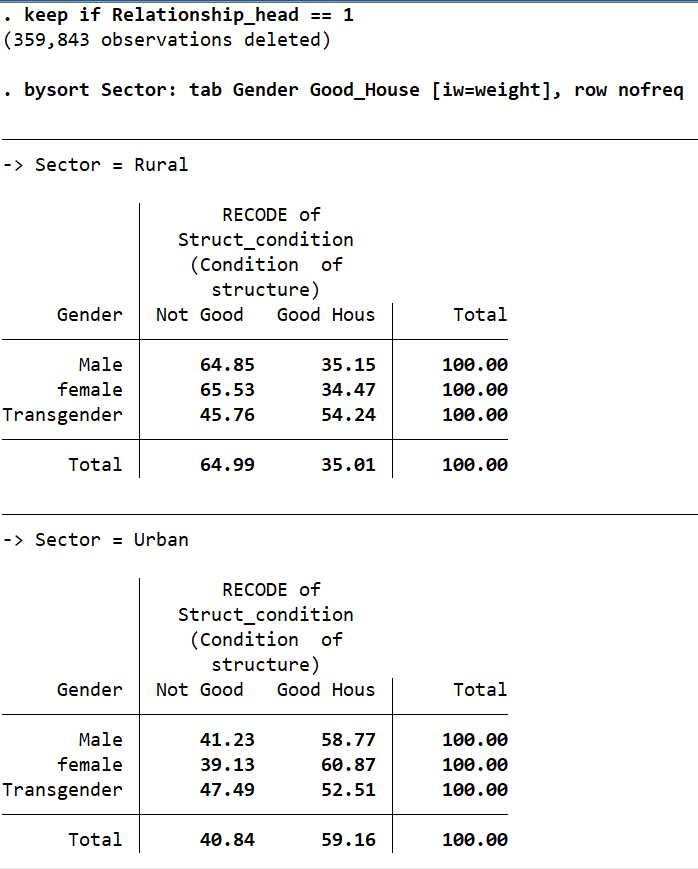 . keep if Relationship_head == 1
(359,843 observations deleted)
. bysort Sector: tab Gender Good_House [iw=weight], row nofreq
-> Sector = Rural
RECODE of
Struct_condition
(Condition of
structure)
Gender Not Good Good Hous Total
Male 64.85 35.15 100.00
female 65.53 34.47 100.00
Transgender 45.76 54.24 100.00
Total 64.99 35.01 100.00
-> Sector = Urban
RECODE of
Struct_condition
(Condition of
structure)
Gender Not Good Good Hous Total
Male 41.23 58.77 100.00
female 39.13 60.87 100.00
Transgender 47.49 52.51 100.00
Total 40.84 59.16 100.00